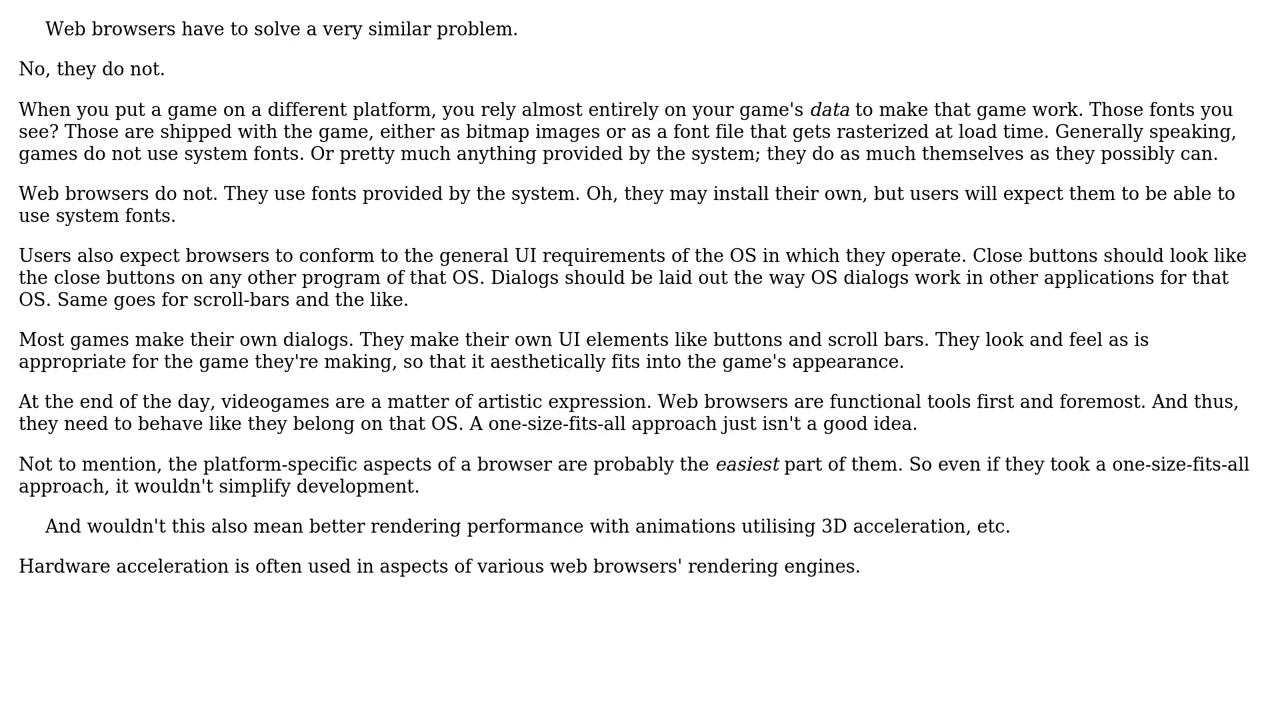 Web browsers have to solve a very similar problem.
No, they do not.
When you put a game on a different platform, you rely almost entirely on your game's data to make that game work. Those fonts you
see? Those are shipped with the game, either as bitmap images or as a font file that gets rasterized at load time. Generally speaking,
games do not use system fonts. Or pretty much anything provided by the system; they do as much themselves as they possibly can.
Web browsers do not. They use fonts provided by the system. Oh, they may install their own, but users will expect them to be able to
use system fonts.
Users also expect browsers to conform to the general UI requirements of the OS in which they operate. Close buttons should look like
the close buttons on any other program of that OS. Dialogs should be laid out the way OS dialogs work in other applications for that
OS. Same goes for scroll-bars and the like.
Most games make their own dialogs. They make their own UI elements like buttons and scroll bars. They look and feel as is
appropriate for the game they're making, so that it aesthetically fits into the game's appearance.
At the end of the day, videogames are a matter of artistic expression. Web browsers are functional tools first and foremost. And thus,
they need to behave like they belong on that OS. A one-size-fits-all approach just isn't a good idea.
Not to mention, the platform-specific aspects of a browser are probably the easiest part of them. So even if they took a one-size-fits-all
approach, it wouldn't simplify development.
And wouldn't this also mean better rendering performance with animations utilising 3D acceleration, etc.
Hardware acceleration is often used in aspects of various web browsers' rendering engines.